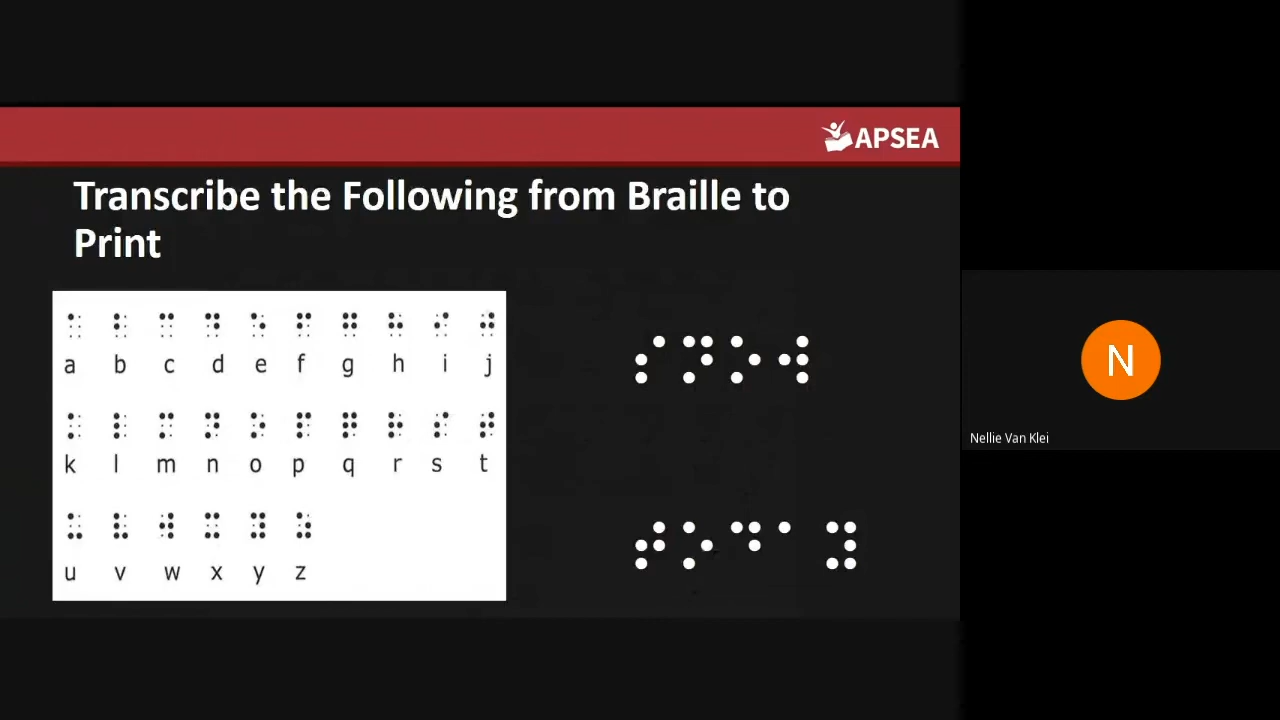 APSEA
Transcribe the Following from Braille to
Print
⠁ ⠃ ⠉ ⠙ ⠑ ⠋ ⠛ ⠓ ⠊ ⠚
a b c d e f g h i j
⠅ ⠇ ⠍ ⠝ ⠕ ⠏ ⠟ ⠗ ⠎ ⠞
k l m n o p q r s t
⠥ ⠧ ⠺ ⠭ ⠽ ⠵
u v w x y z
⠎⠝⠕⠺
⠞⠕⠙⠁⠽
N
Nellie Van Klei